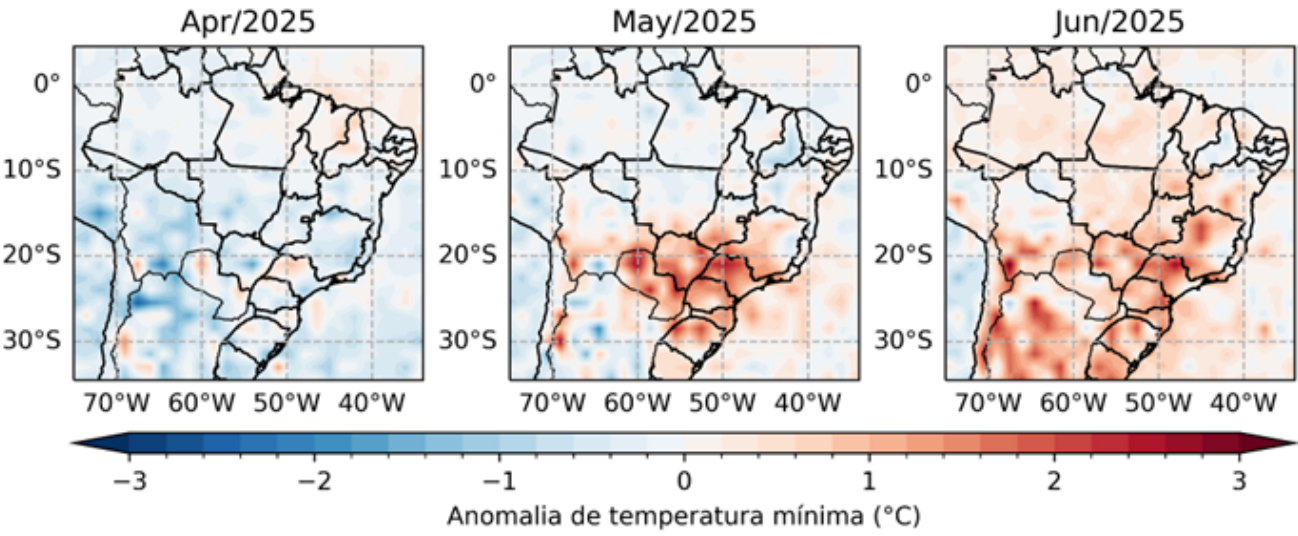 Apr/2025 May/2025 Jun/2025
0° 0° 0°
10°S 10°S 10°S
20°S 20°S 20°S
30°S 30°S 30°S
70°W 60°W 50°W 40°W 70°W 60°W 50°W 40°W 70°W 60°W 50°W 40°W
−3 −2 −1 0 1 2 3
Anomalia de temperatura mínima (°C)